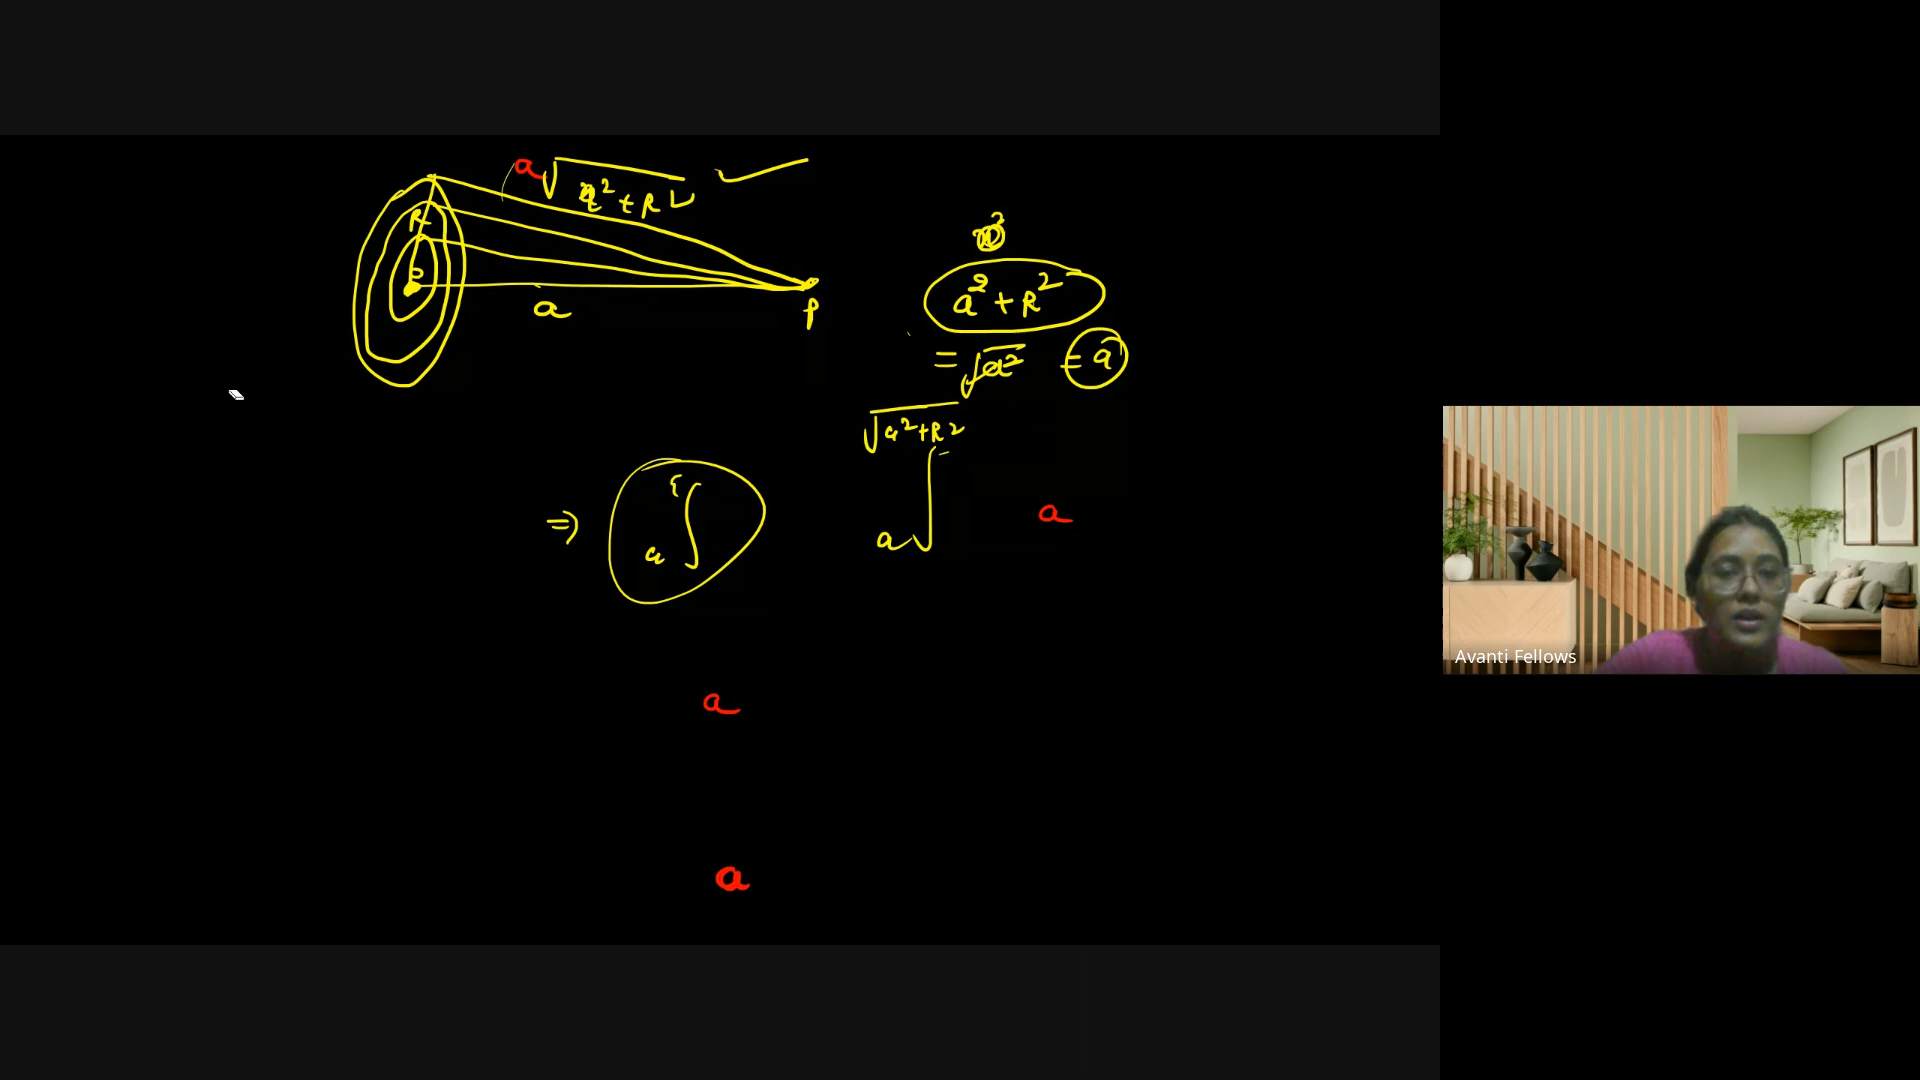 a √a²+R²
R
O
a
P
a²+R²
= √a² = a
√a²+R²
⇒ ∫
a
a ∫
a
a
a
Avanti Fellows